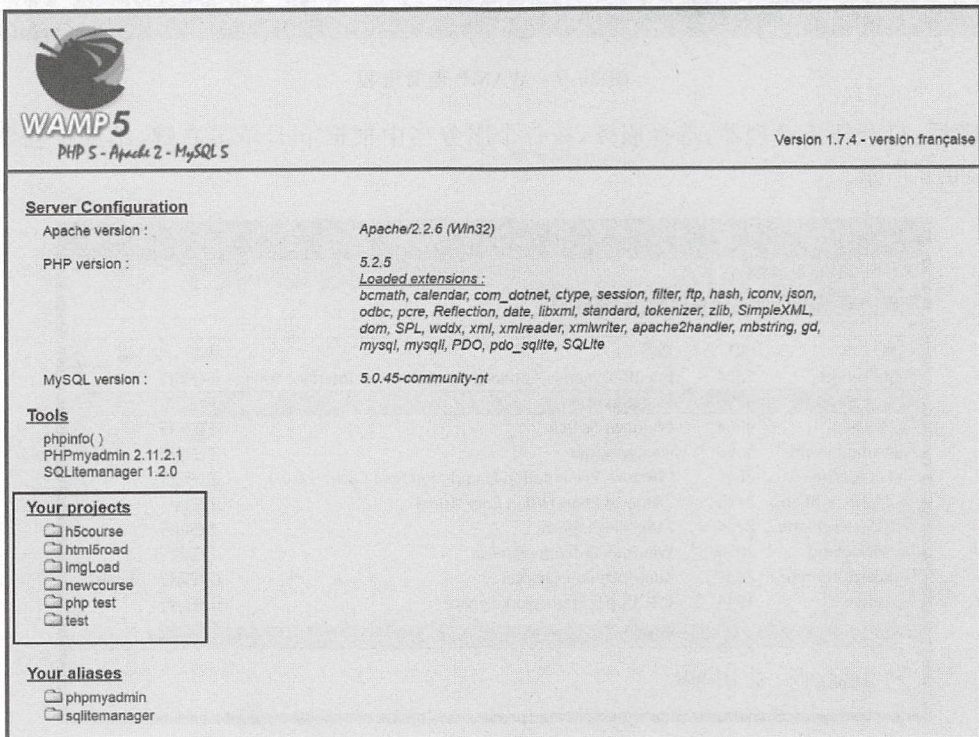 WAMP5
PHP 5 - Apache 2 - MySQL 5
Version 1.7.4 - version française
Server Configuration
Apache version : Apache/2.2.6 (Win32)
PHP version : 5.2.5
Loaded extensions :
bcmath, calendar, com_dotnet, ctype, session, filter, ftp, hash, iconv, json,
odbc, pcre, Reflection, date, libxml, standard, tokenizer, zlib, SimpleXML,
dom, SPL, wddx, xml, xmlreader, xmlwriter, apache2handler, mbstring, gd,
mysql, mysqli, PDO, pdo_sqlite, SQLite
MySQL version : 5.0.45-community-nt
Tools
phpinfo( )
PHPmyadmin 2.11.2.1
SQLitemanager 1.2.0
Your projects
h5course
html5road
imgLoad
newcourse
php test
test
Your aliases
phpmyadmin
sqlitemanager